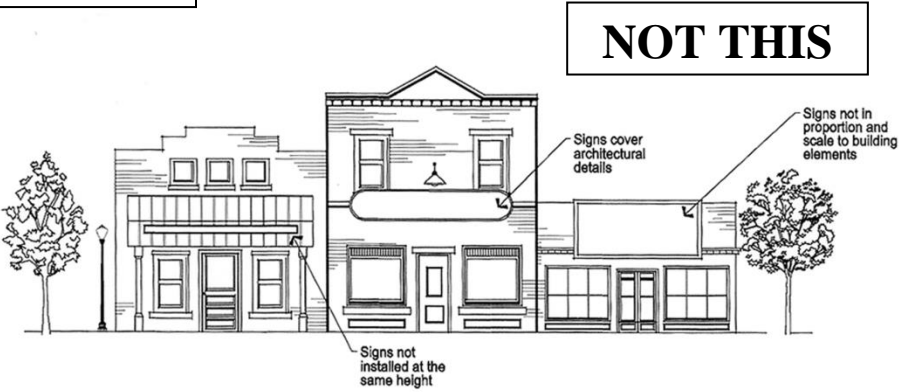 NOT THIS
Signs not in
proportion and
scale to building
elements
Signs cover
architectural
details
Signs not
installed at the
same height